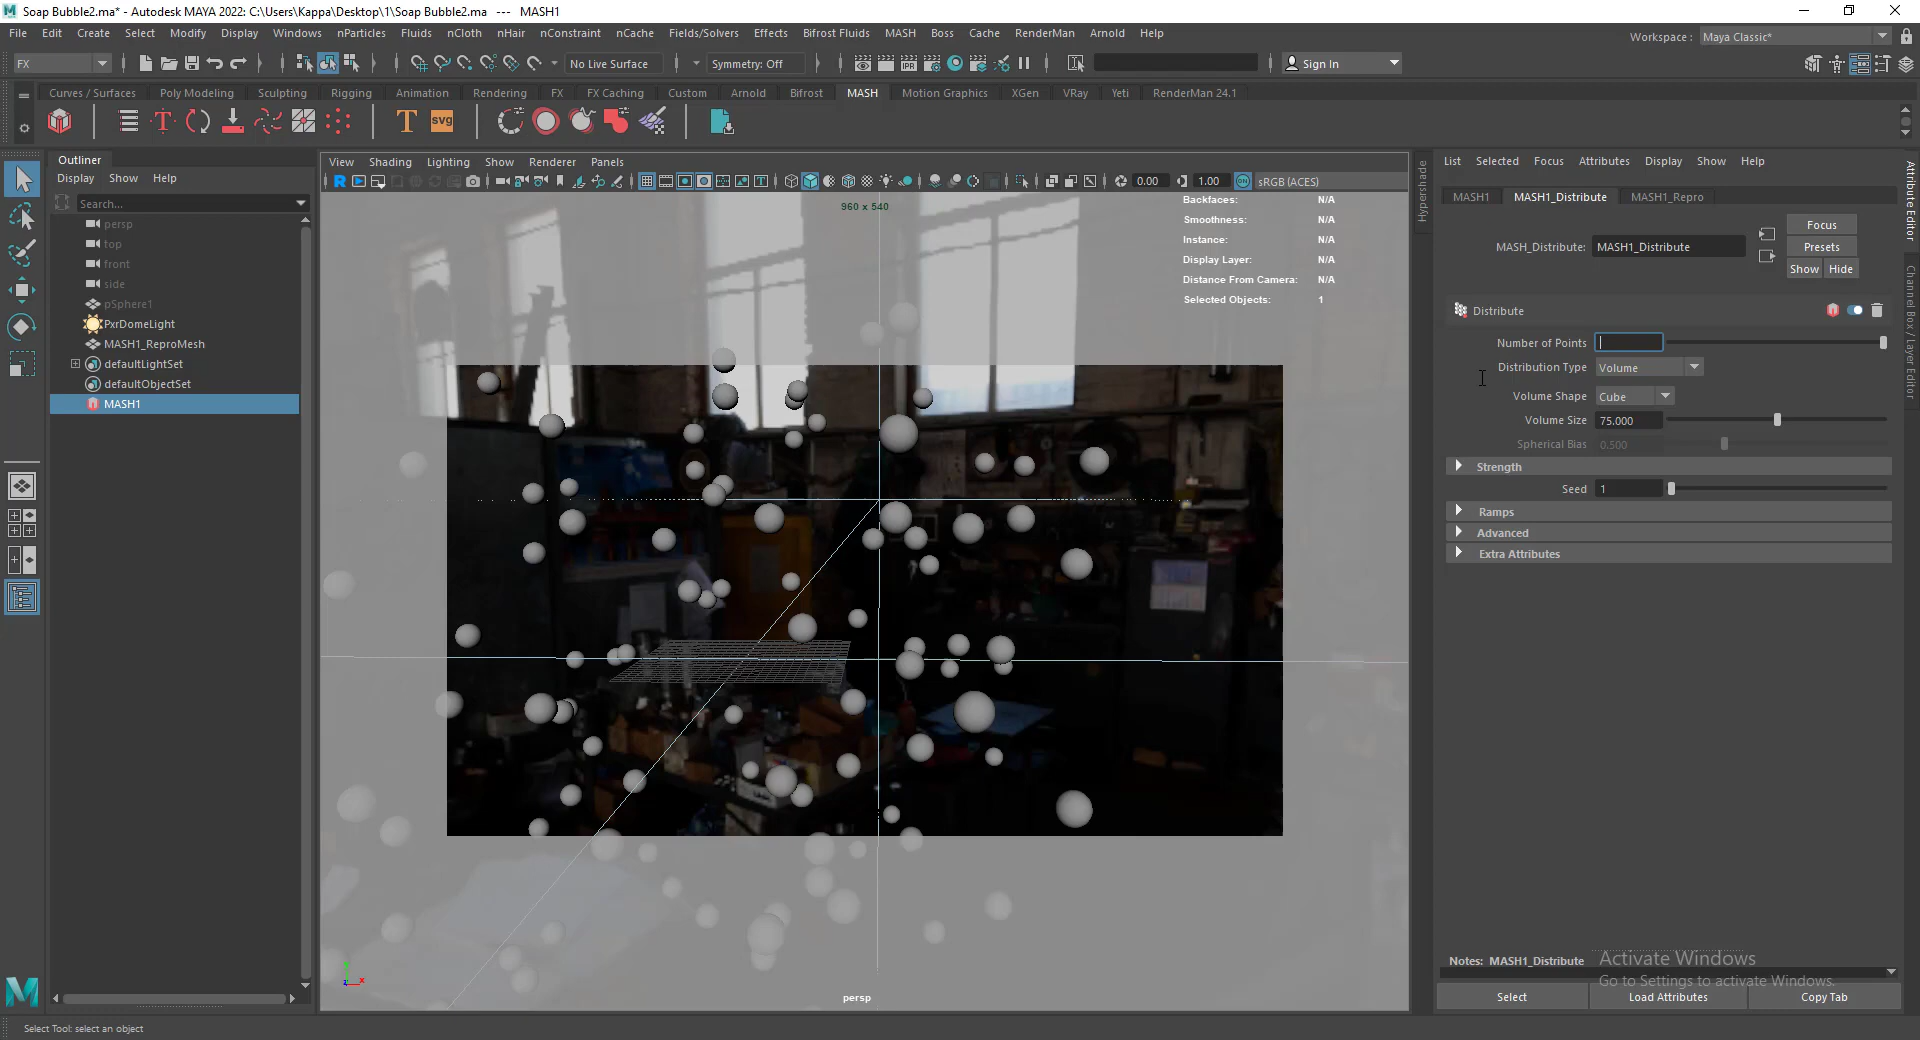 Soap Bubble2.ma* - Autodesk MAYA 2022: C:\Users\Kappa\Desktop\1\Soap Bubble2.ma   ---   MASH1
File Edit Create Select Modify Display Windows nParticles Fluids nCloth nHair nConstraint nCache Fields/Solvers Effects Bifrost Fluids MASH Boss Cache RenderMan Arnold Help
Workspace : Maya Classic*
FX No Live Surface Symmetry: Off IPR Sign In
Curves / Surfaces Poly Modeling Sculpting Rigging Animation Rendering FX FX Caching Custom Arnold Bifrost MASH Motion Graphics XGen VRay Yeti RenderMan 24.1
T T svg
Outliner
Display Show Help
Search...
persp
top
front
side
pSphere1
PxrDomeLight
MASH1_ReproMesh
defaultLightSet
defaultObjectSet
MASH1
View Shading Lighting Show Renderer Panels
R 0.00 1.00 ON sRGB (ACES)
960 x 540
Backfaces: N/A
Smoothness: N/A
Instance: N/A
Display Layer: N/A
Distance From Camera: N/A
Selected Objects: 1
persp
Hypershade
List Selected Focus Attributes Display Show Help
MASH1 MASH1_Distribute MASH1_Repro
Focus
MASH_Distribute: MASH1_Distribute
Presets
Show Hide
Distribute
Number of Points
Distribution Type Volume
Volume Shape Cube
Volume Size 75.000
Spherical Bias 0.500
Strength
Seed 1
Ramps
Advanced
Extra Attributes
Notes: MASH1_Distribute
Activate Windows
Go to Settings to activate Windows.
Select Load Attributes Copy Tab
Attribute Editor
Channel Box / Layer Editor
Select Tool: select an object